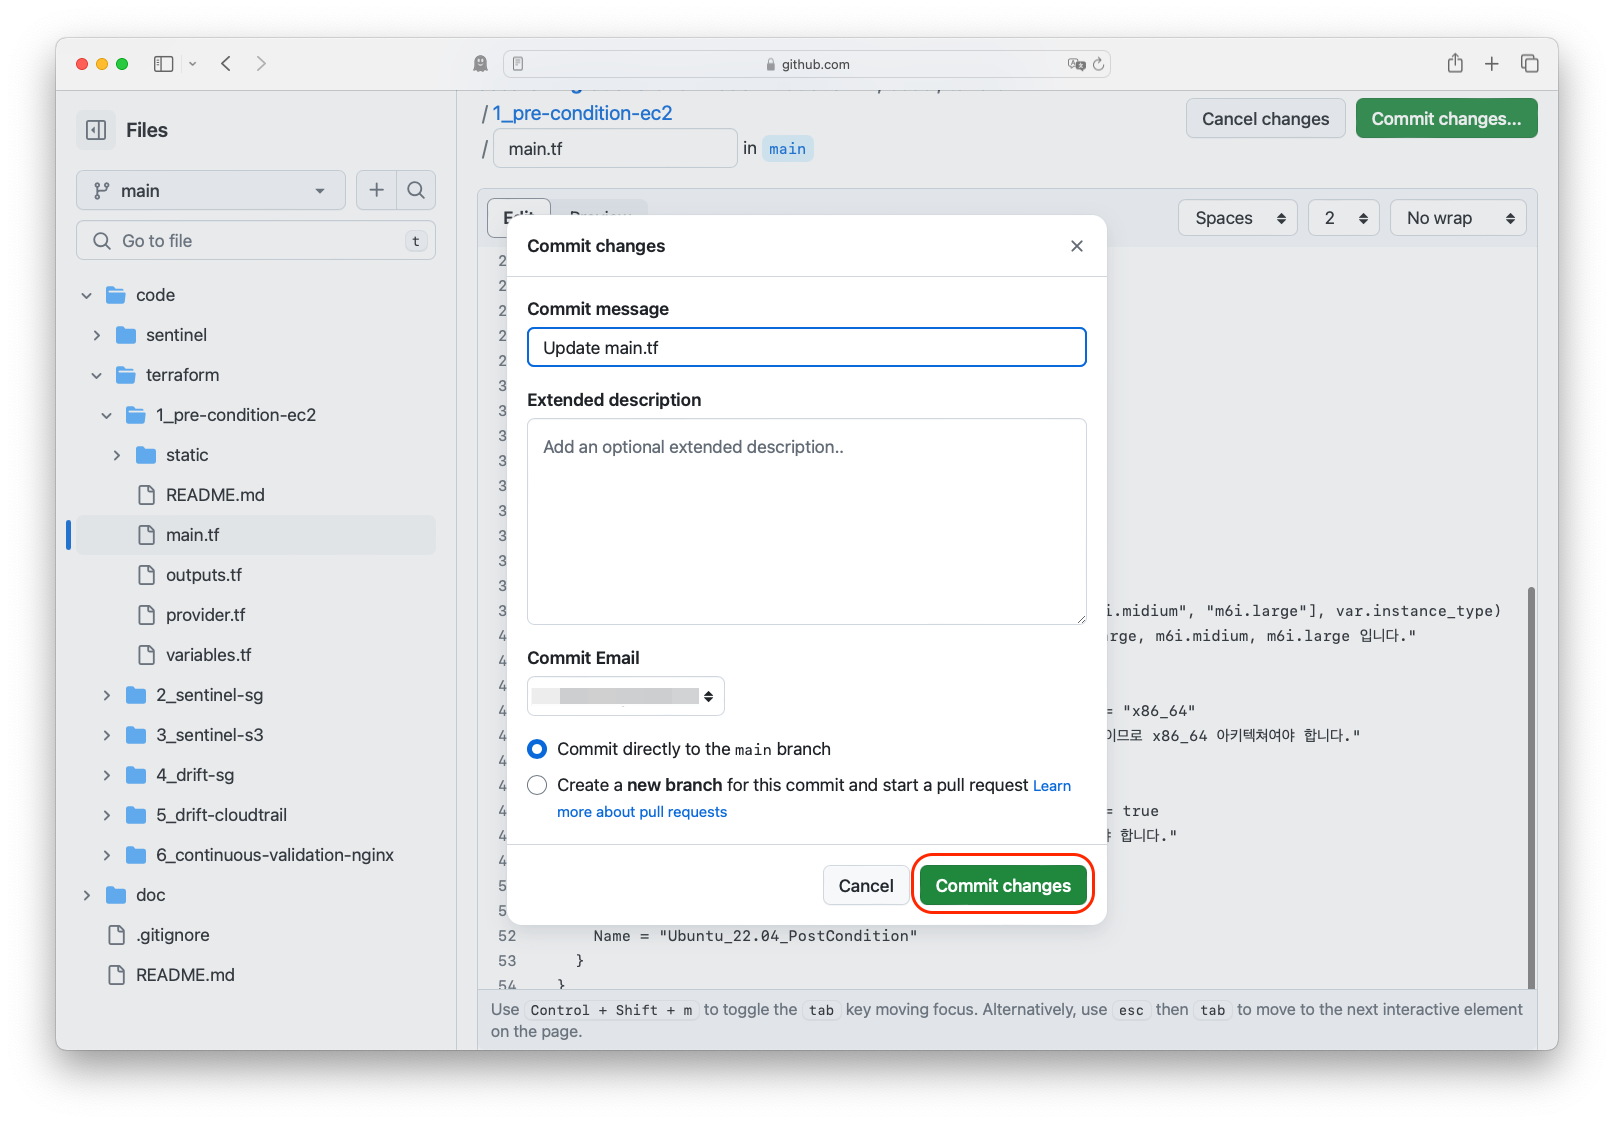 github.com
Files
main
Go to file
t
code
sentinel
terraform
1_pre-condition-ec2
static
README.md
main.tf
outputs.tf
provider.tf
variables.tf
2_sentinel-sg
3_sentinel-s3
4_drift-sg
5_drift-cloudtrail
6_continuous-validation-nginx
doc
.gitignore
README.md
/ 1_pre-condition-ec2
/ main.tf in main
Cancel changes
Commit changes...
Spaces
2
No wrap
Commit changes
Commit message
Update main.tf
Extended description
Add an optional extended description..
Commit Email
Commit directly to the main branch
Create a new branch for this commit and start a pull request Learn
more about pull requests
Cancel
Commit changes
i.midium", "m6i.large"], var.instance_type)
m6i.midium, m6i.large 입니다."
= "x86_64"
이므로 x86_64 아키텍쳐여야 합니다."
= true
합니다."
52 Name = "Ubuntu_22.04_PostCondition"
53 }
54 }
Use Control + Shift + m to toggle the tab key moving focus. Alternatively, use esc then tab to move to the next interactive element
on the page.